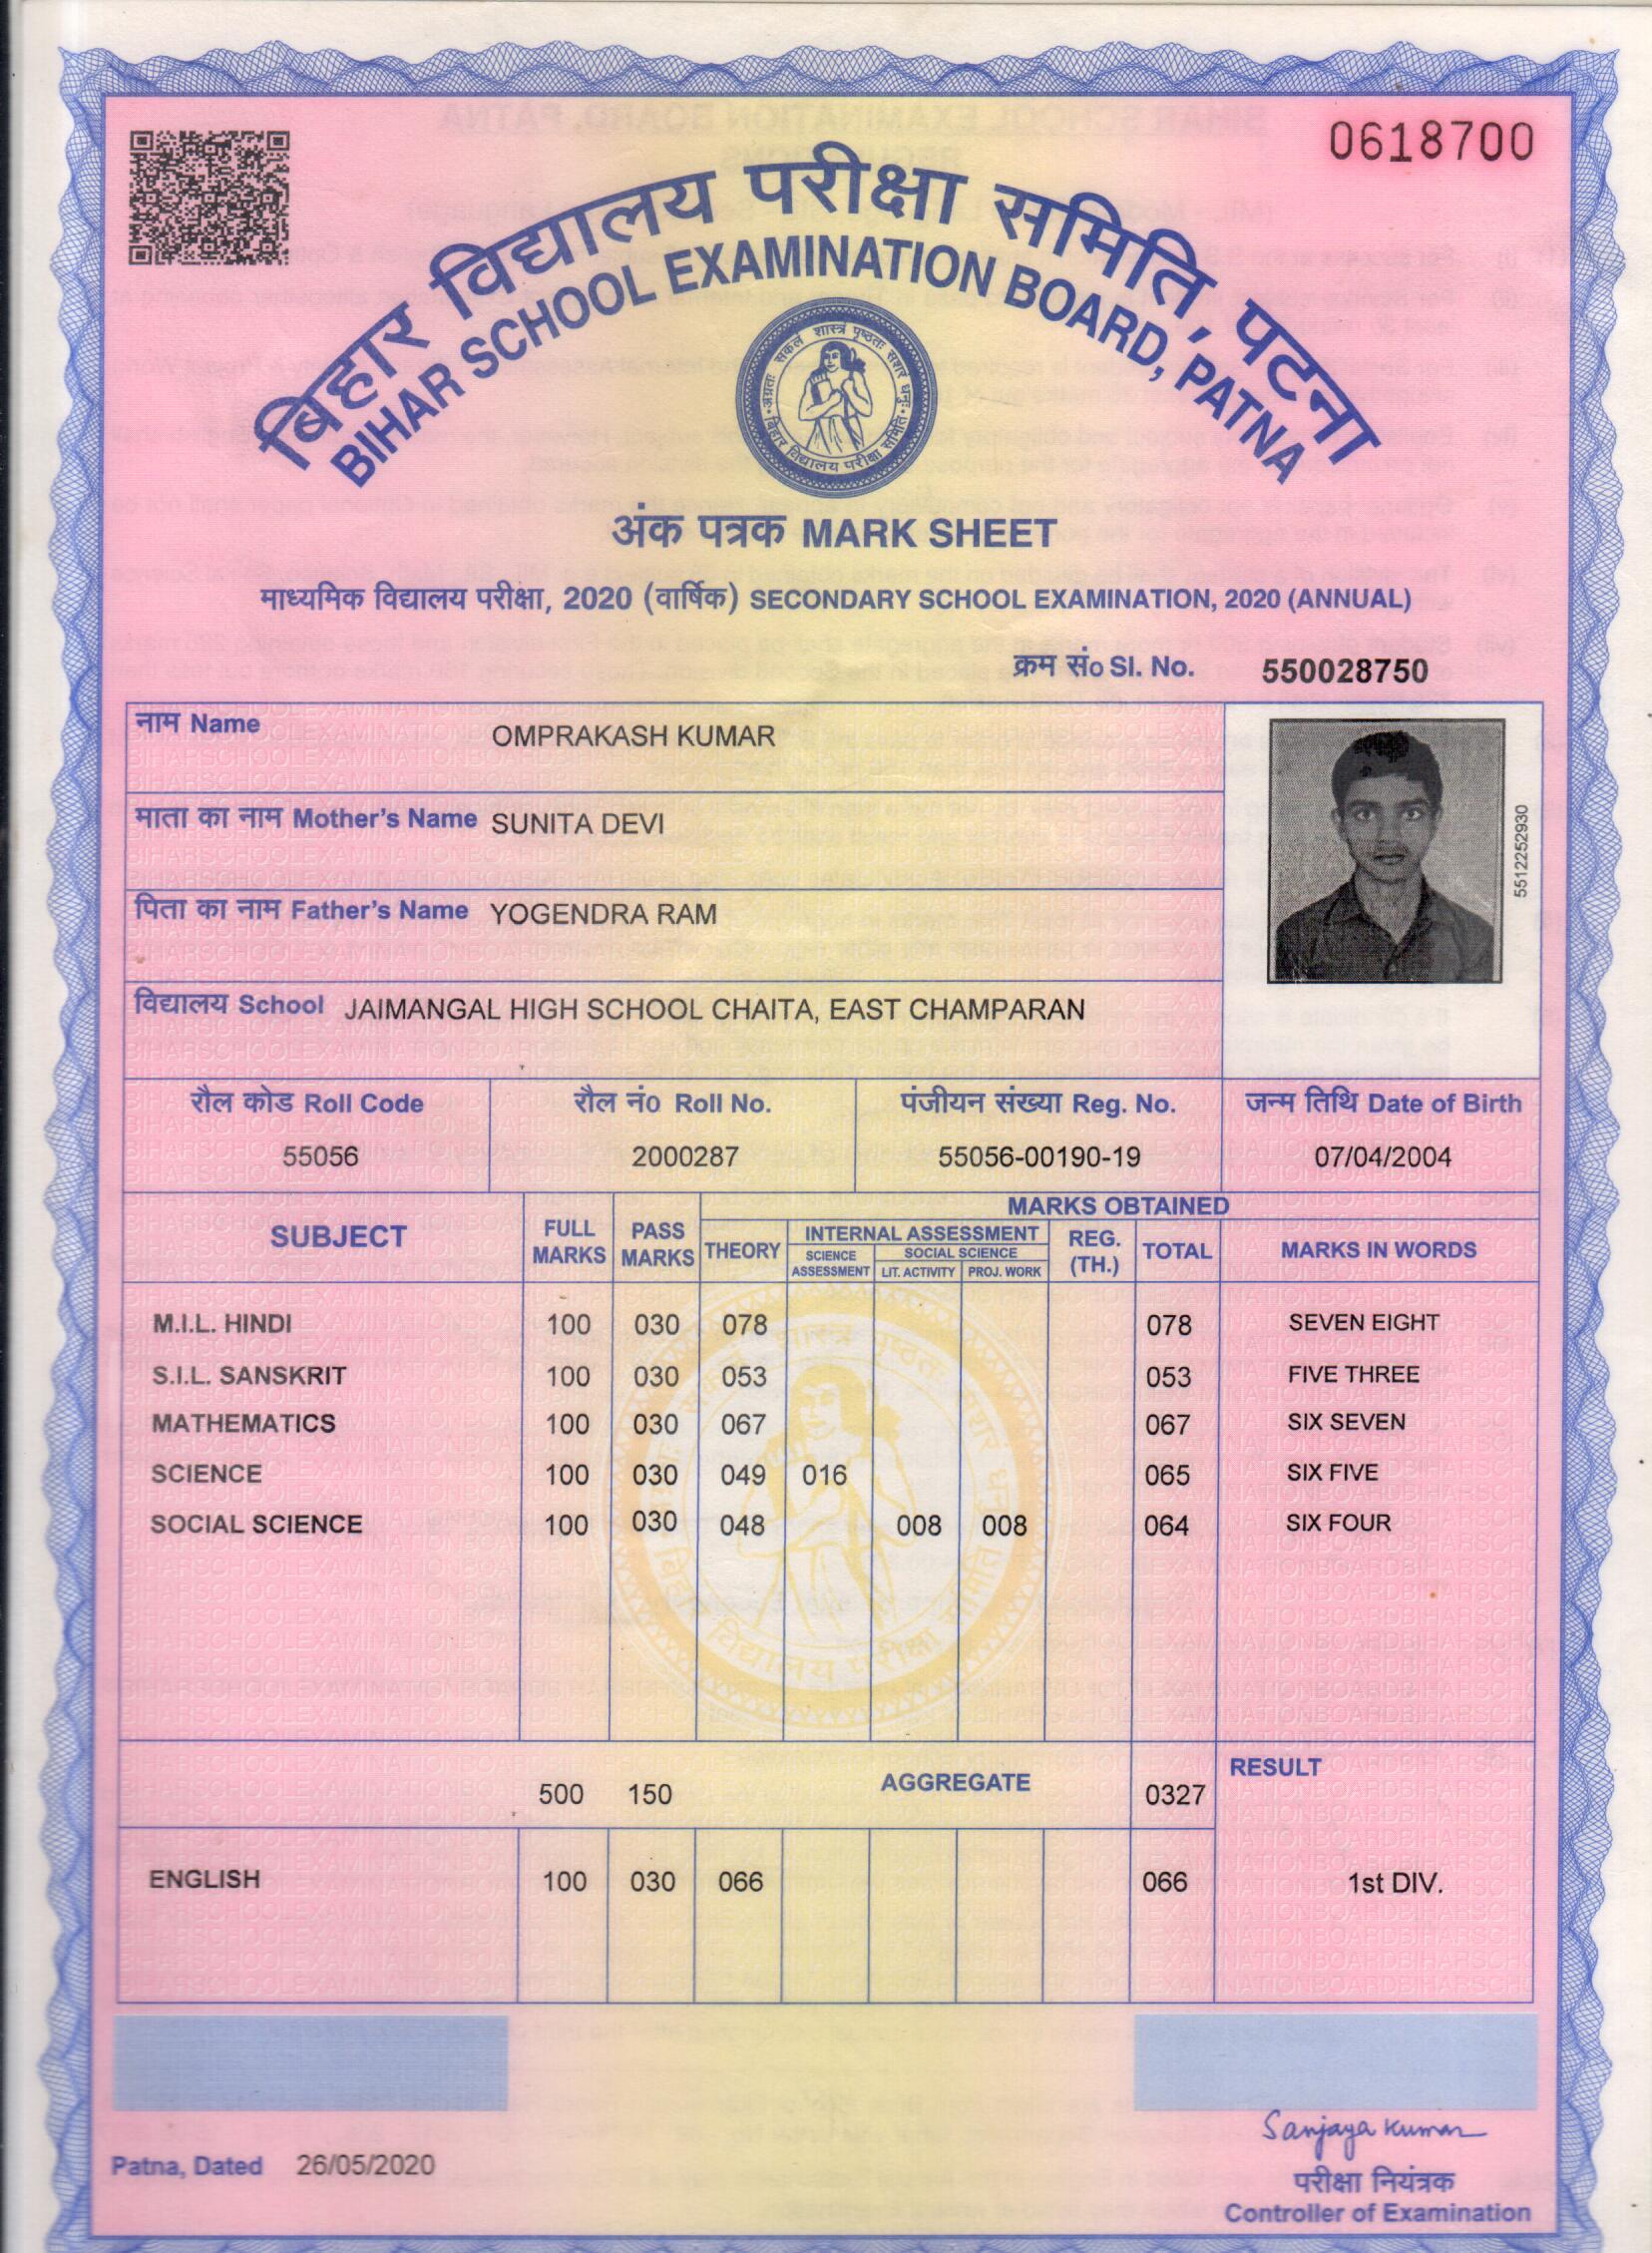 0618700
बिहार विद्यालय परीक्षा समिति, पटना
BIHAR SCHOOL EXAMINATION BOARD, PATNA
अंक पत्रक MARK SHEET
माध्यमिक विद्यालय परीक्षा, 2020 (वार्षिक) SECONDARY SCHOOL EXAMINATION, 2020 (ANNUAL)
क्रम सं० Sl. No. 550028750
नाम Name OMPRAKASH KUMAR
माता का नाम Mother's Name SUNITA DEVI
पिता का नाम Father's Name YOGENDRA RAM
विद्यालय School JAIMANGAL HIGH SCHOOL CHAITA, EAST CHAMPARAN
5512252930
रौल कोड Roll Code रौल नं० Roll No. पंजीयन संख्या Reg. No. जन्म तिथि Date of Birth
55056 2000287 55056-00190-19 07/04/2004
SUBJECT FULL MARKS PASS MARKS MARKS OBTAINED
THEORY INTERNAL ASSESSMENT REG. (TH.) TOTAL MARKS IN WORDS
SCIENCE ASSESSMENT SOCIAL SCIENCE
LIT. ACTIVITY PROJ. WORK
M.I.L. HINDI 100 030 078 078 SEVEN EIGHT
S.I.L. SANSKRIT 100 030 053 053 FIVE THREE
MATHEMATICS 100 030 067 067 SIX SEVEN
SCIENCE 100 030 049 016 065 SIX FIVE
SOCIAL SCIENCE 100 030 048 008 008 064 SIX FOUR
500 150 AGGREGATE 0327 RESULT
ENGLISH 100 030 066 066 1st DIV.
Sanjaya Kumar
Patna, Dated 26/05/2020
परीक्षा नियंत्रक
Controller of Examination